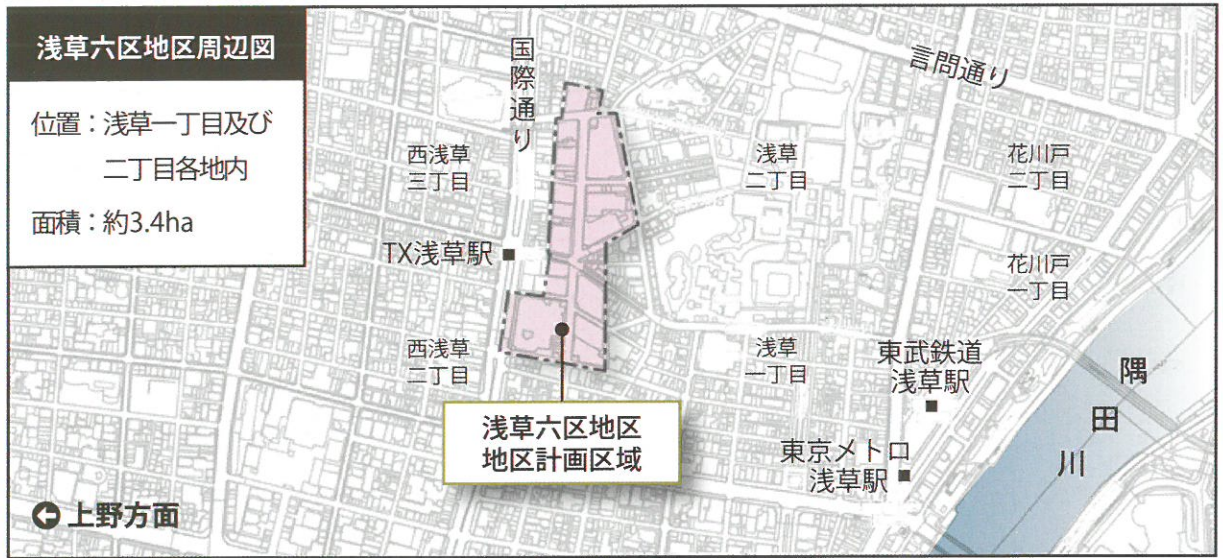 浅草六区地区周辺図
位置：浅草一丁目及び
二丁目各地内
面積：約3.4ha
国際通り
言問通り
西浅草
三丁目
浅草
二丁目
花川戸
二丁目
TX浅草駅
花川戸
一丁目
西浅草
二丁目
浅草
一丁目
東武鉄道
浅草駅
隅田川
浅草六区地区
地区計画区域
東京メトロ
浅草駅
上野方面